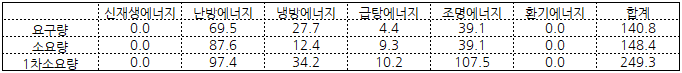 신재생에너지 난방에너지 냉방에너지 급탕에너지 조명에너지 환기에너지 합계
요구량 0.0 69.5 27.7 4.4 39.1 0.0 140.8
소요량 0.0 87.6 12.4 9.3 39.1 0.0 148.4
1차소요량 0.0 97.4 34.2 10.2 107.5 0.0 249.3